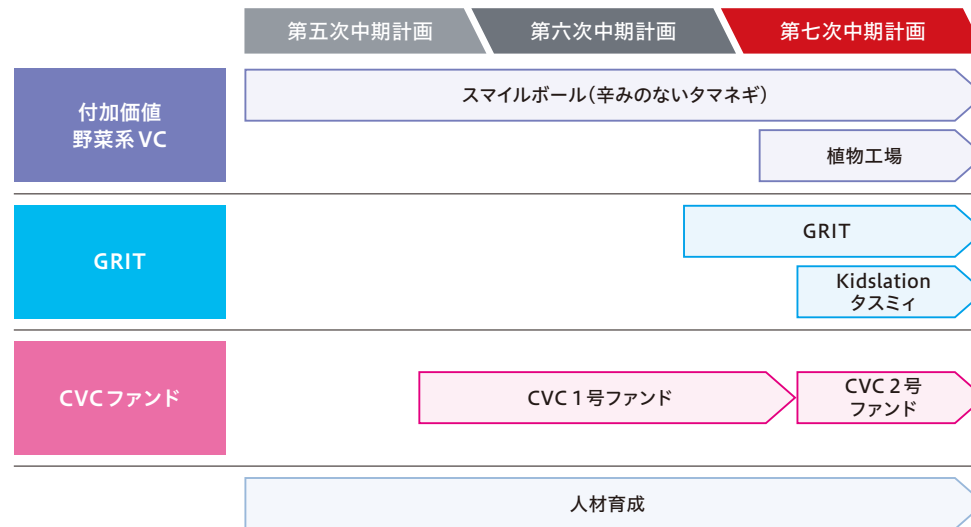 第五次中期計画
第六次中期計画
第七次中期計画
付加価値
野菜系VC
スマイルボール(辛みのないタマネギ)
植物工場
GRIT
GRIT
Kidslation
タスミィ
CVCファンド
CVC 1号ファンド
CVC 2号
ファンド
人材育成